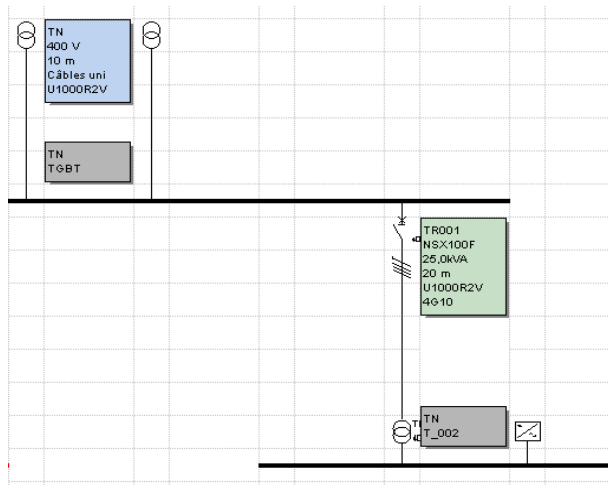 TN
400 V
10 m
Câbles uni
U1000R2V
TN
TGBT
TR001
NSX100F
25,0kVA
20 m
U1000R2V
4G10
TN
T_002